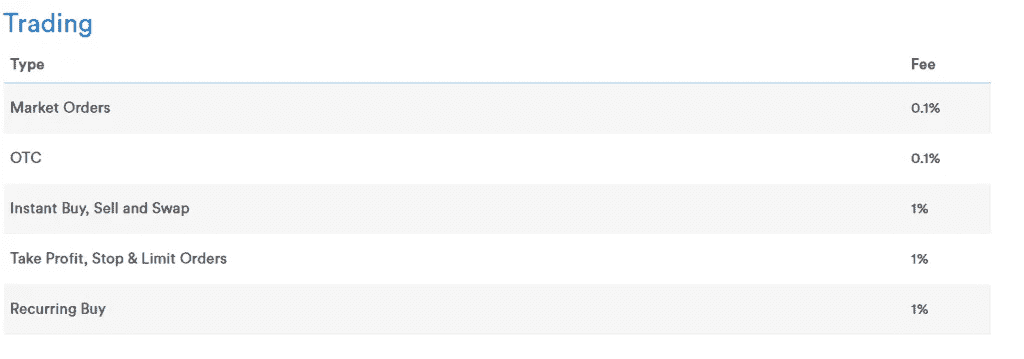 Trading
Type Fee
Market Orders 0.1%
OTC 0.1%
Instant Buy, Sell and Swap 1%
Take Profit, Stop & Limit Orders 1%
Recurring Buy 1%